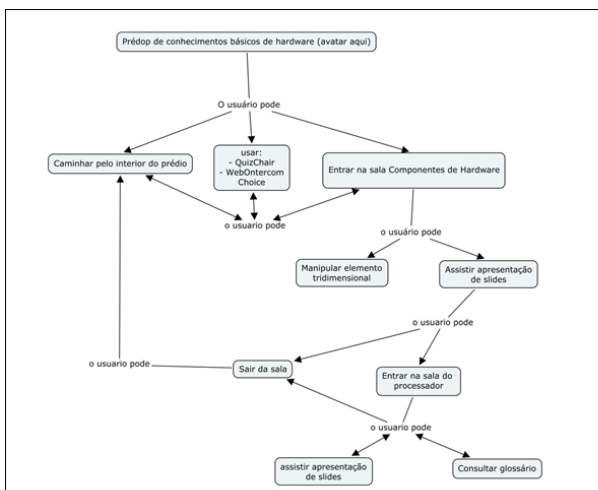 Prédop de conhecimentos básicos de hardware (avatar aqui)
O usuário pode
Caminhar pelo interior do prédio
usar:
- QuizChair
- WebOntercom
Choice
Entrar na sala Componentes de Hardware
o usuario pode
o usuário pode
Manipular elemento
tridimensional
Assistir apresentação
de slides
o usuario pode
o usuario pode
Sair da sala
Entrar na sala do
processador
o usuario pode
assistir apresentação
de slides
Consultar glossário